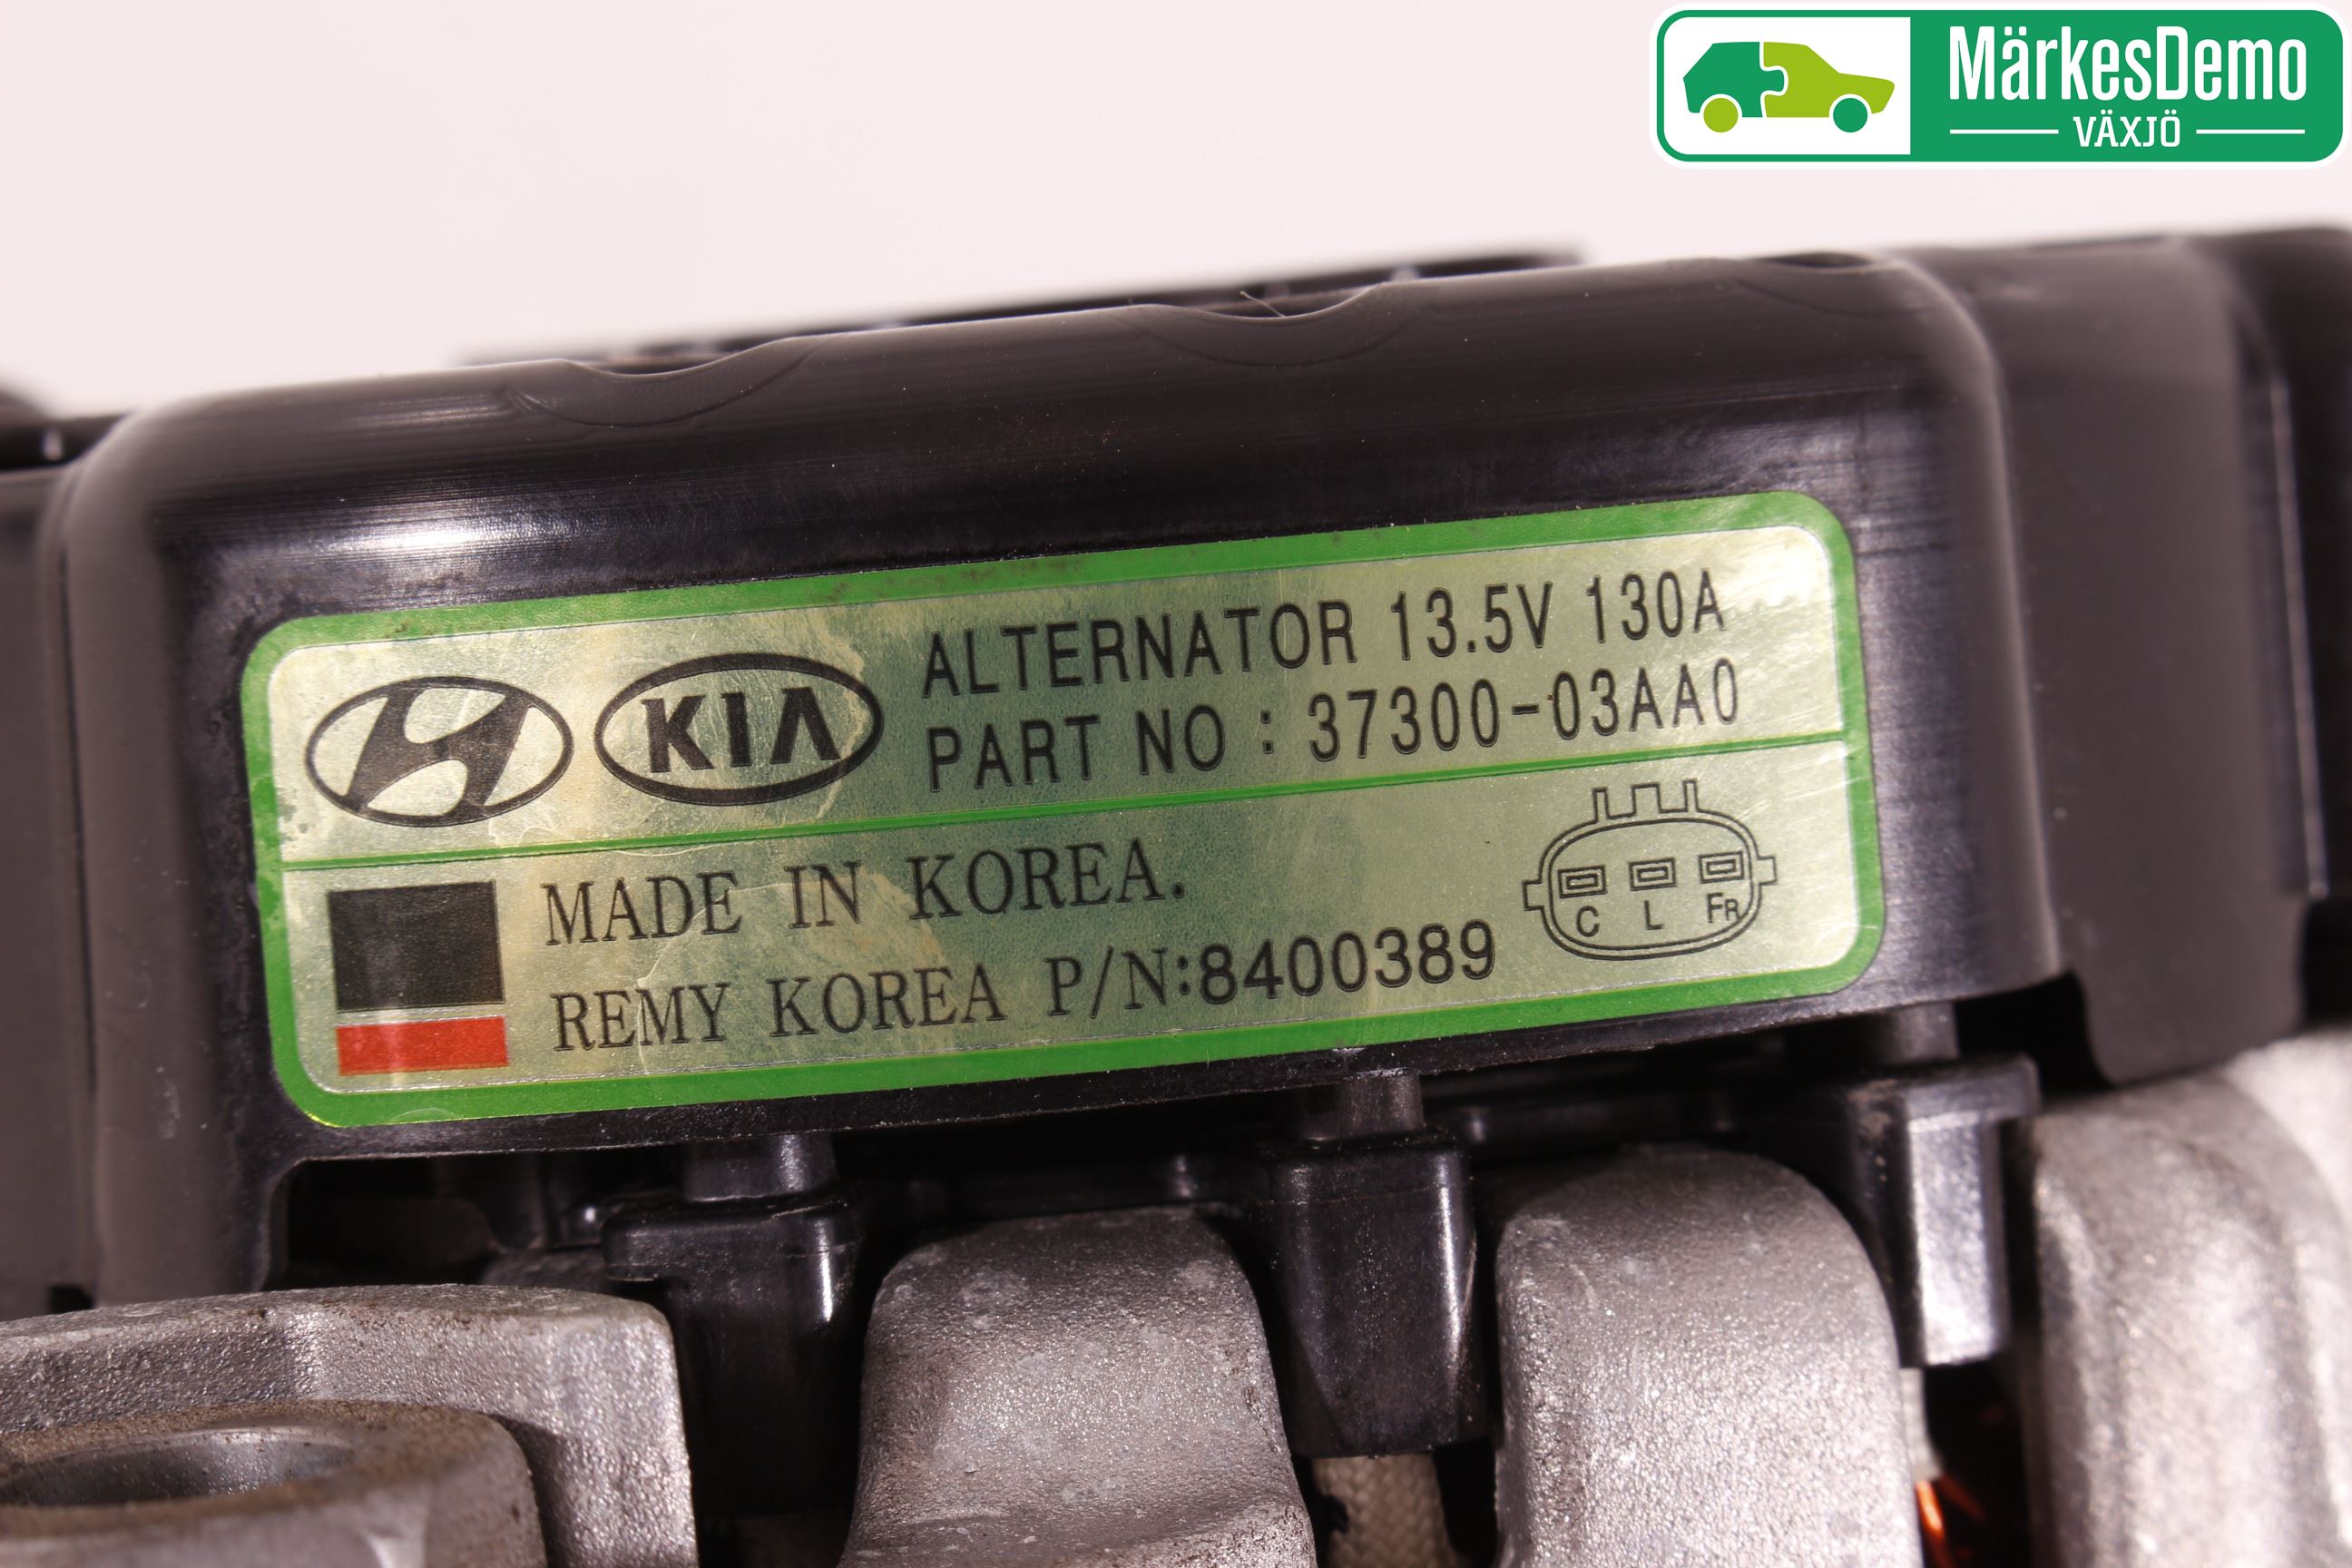 MärkesDemo
VÄXJÖ
KIA
ALTERNATOR 13.5V 130A
PART NO : 37300-03AA0
MADE IN KOREA.
REMY KOREA P/N:8400389
C L FR